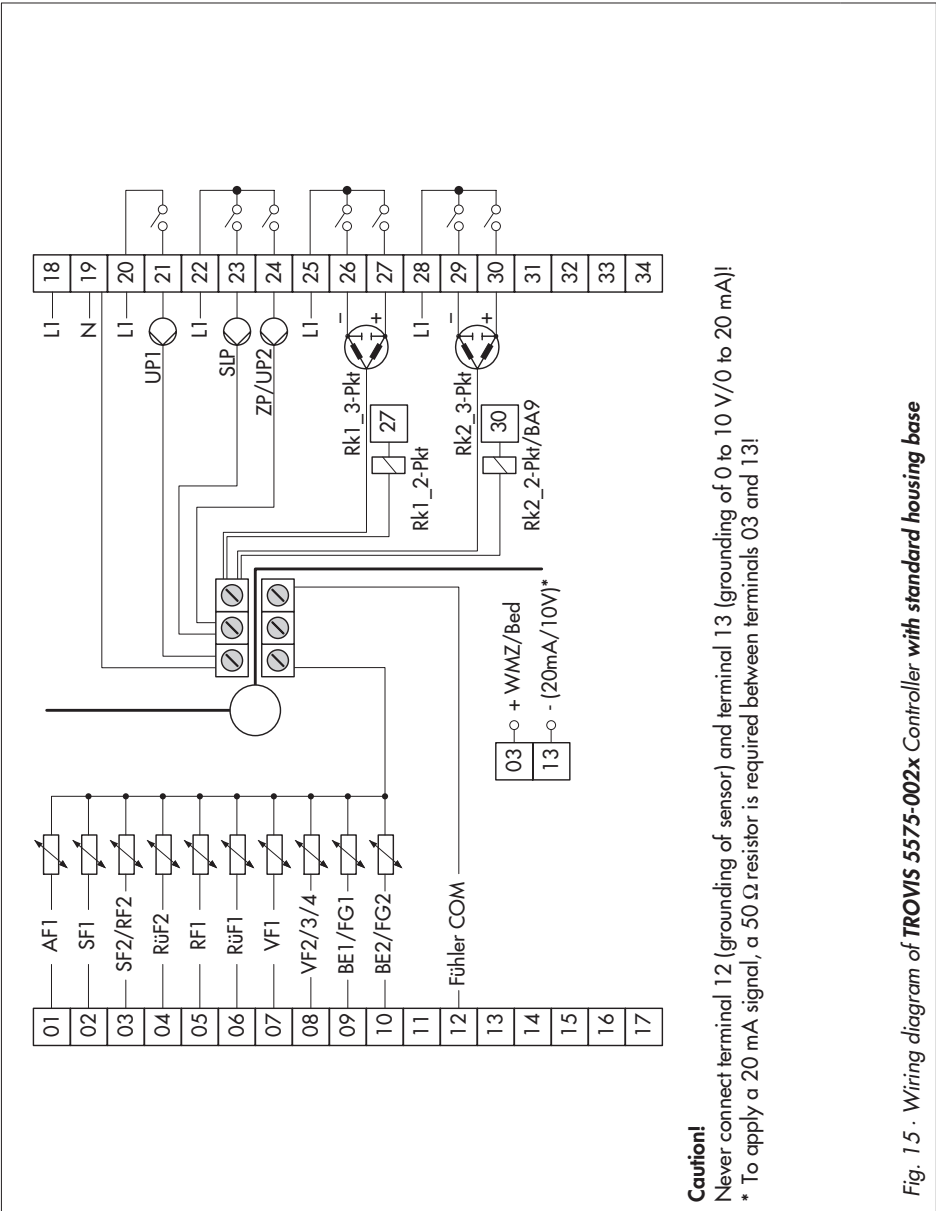 01
AF1
02
SF1
03
SF2/RF2
04
RüF2
05
RF1
06
RüF1
07
VF1
08
VF2/3/4
09
BE1/FG1
10
BE2/FG2
11
12
Fühler COM
13
14
15
16
17
03
+ WMZ/Bed
13
- (20mA/10V)*
Rk1_2-Pkt
27
Rk1_3-Pkt
−
+
Rk2_2-Pkt/BA9
30
Rk2_3-Pkt
−
+
L1
18
N
19
L1
20
UP1
21
L1
22
SLP
23
ZP/UP2
24
L1
25
26
27
L1
28
29
30
31
32
33
34
Caution!
Never connect terminal 12 (grounding of sensor) and terminal 13 (grounding of 0 to 10 V/0 to 20 mA)!
* To apply a 20 mA signal, a 50 Ω resistor is required between terminals 03 and 13!
Fig. 15 · Wiring diagram of TROVIS 5575-002x Controller with standard housing base